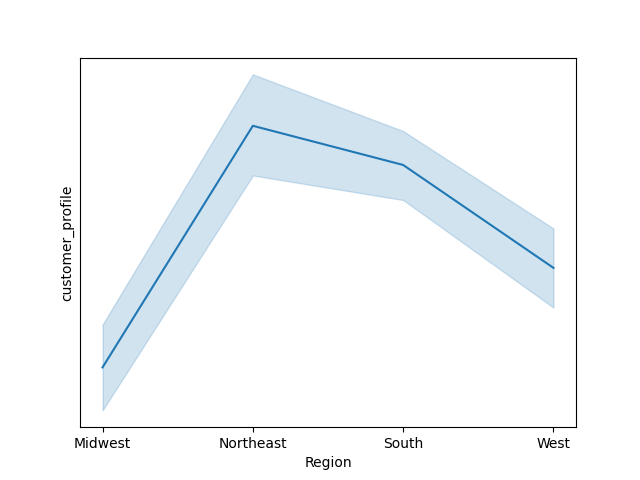 customer_profile
Midwest Northeast South West
Region